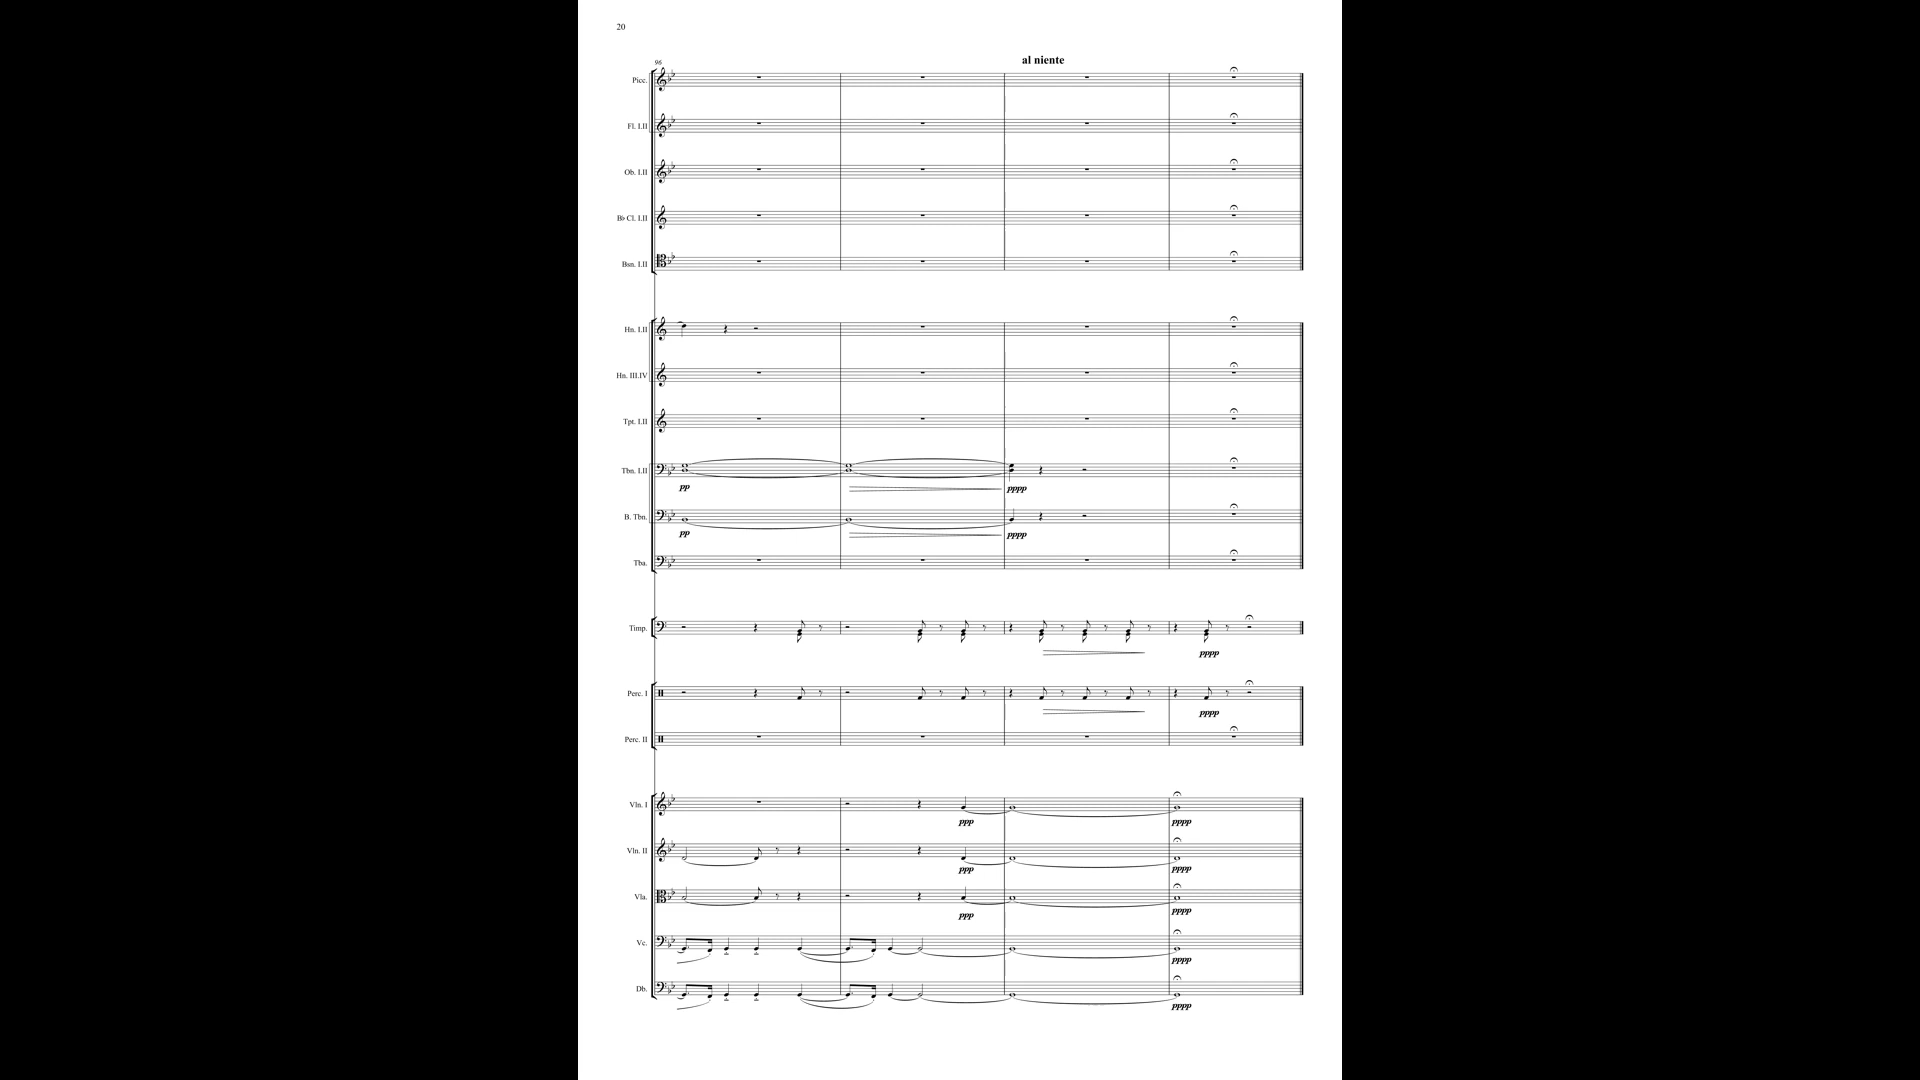 20
96
al niente
Picc.
Fl. I.II
Ob. I.II
B♭ Cl. I.II
Bsn. I.II
Hn. I.II
Hn. III.IV
Tpt. I.II
Tbn. I.II
pp
pppp
B. Tbn.
pp
pppp
Tba.
Timp.
pppp
Perc. I
pppp
Perc. II
Vln. I
ppp
pppp
Vln. II
ppp
pppp
Vla.
ppp
pppp
Vc.
pppp
Db.
pppp